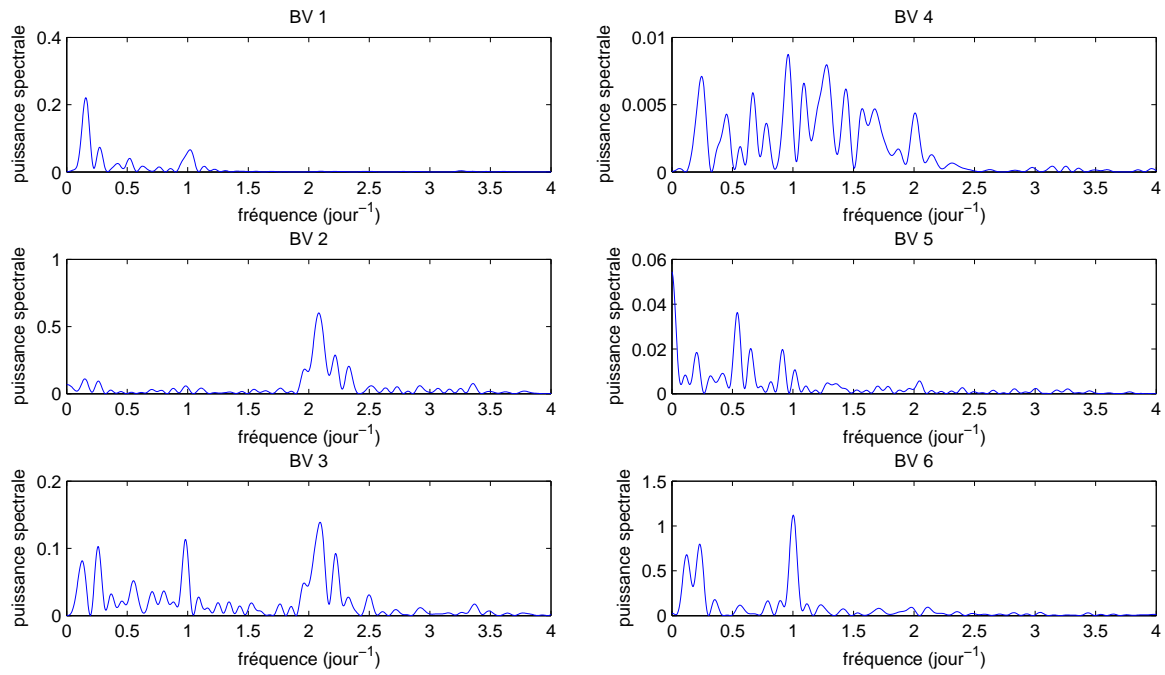 BV 1
puissance spectrale
0.4
0.2
0
0 0.5 1 1.5 2 2.5 3 3.5 4
fréquence (jour⁻¹)
BV 2
puissance spectrale
1
0.5
0
0 0.5 1 1.5 2 2.5 3 3.5 4
fréquence (jour⁻¹)
BV 3
puissance spectrale
0.2
0.1
0
0 0.5 1 1.5 2 2.5 3 3.5 4
fréquence (jour⁻¹)
BV 4
puissance spectrale
0.01
0.005
0
0 0.5 1 1.5 2 2.5 3 3.5 4
fréquence (jour⁻¹)
BV 5
puissance spectrale
0.06
0.04
0.02
0
0 0.5 1 1.5 2 2.5 3 3.5 4
fréquence (jour⁻¹)
BV 6
puissance spectrale
1.5
1
0.5
0
0 0.5 1 1.5 2 2.5 3 3.5 4
fréquence (jour⁻¹)